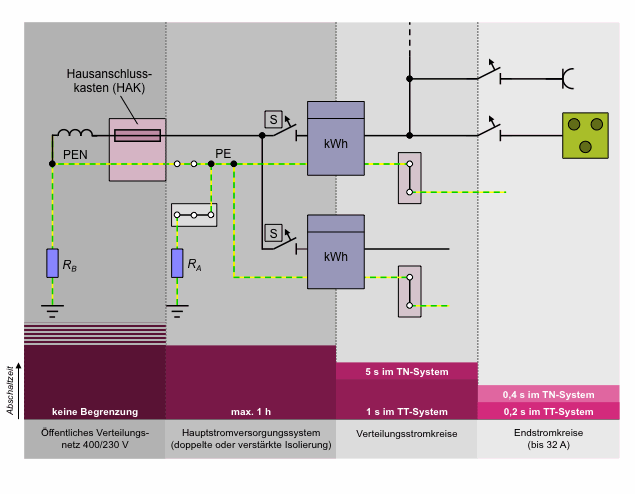 Hausanschluss-
kasten (HAK)
S
kWh
PEN
PE
R_B
R_A
S
kWh
Abschaltzeit
5 s im TN-System
0,4 s im TN-System
keine Begrenzung
max. 1 h
1 s im TT-System
0,2 s im TT-System
Öffentliches Verteilungs-
netz 400/230 V
Hauptstromversorgungssystem
(doppelte oder verstärkte Isolierung)
Verteilungsstromkreise
Endstromkreise
(bis 32 A)